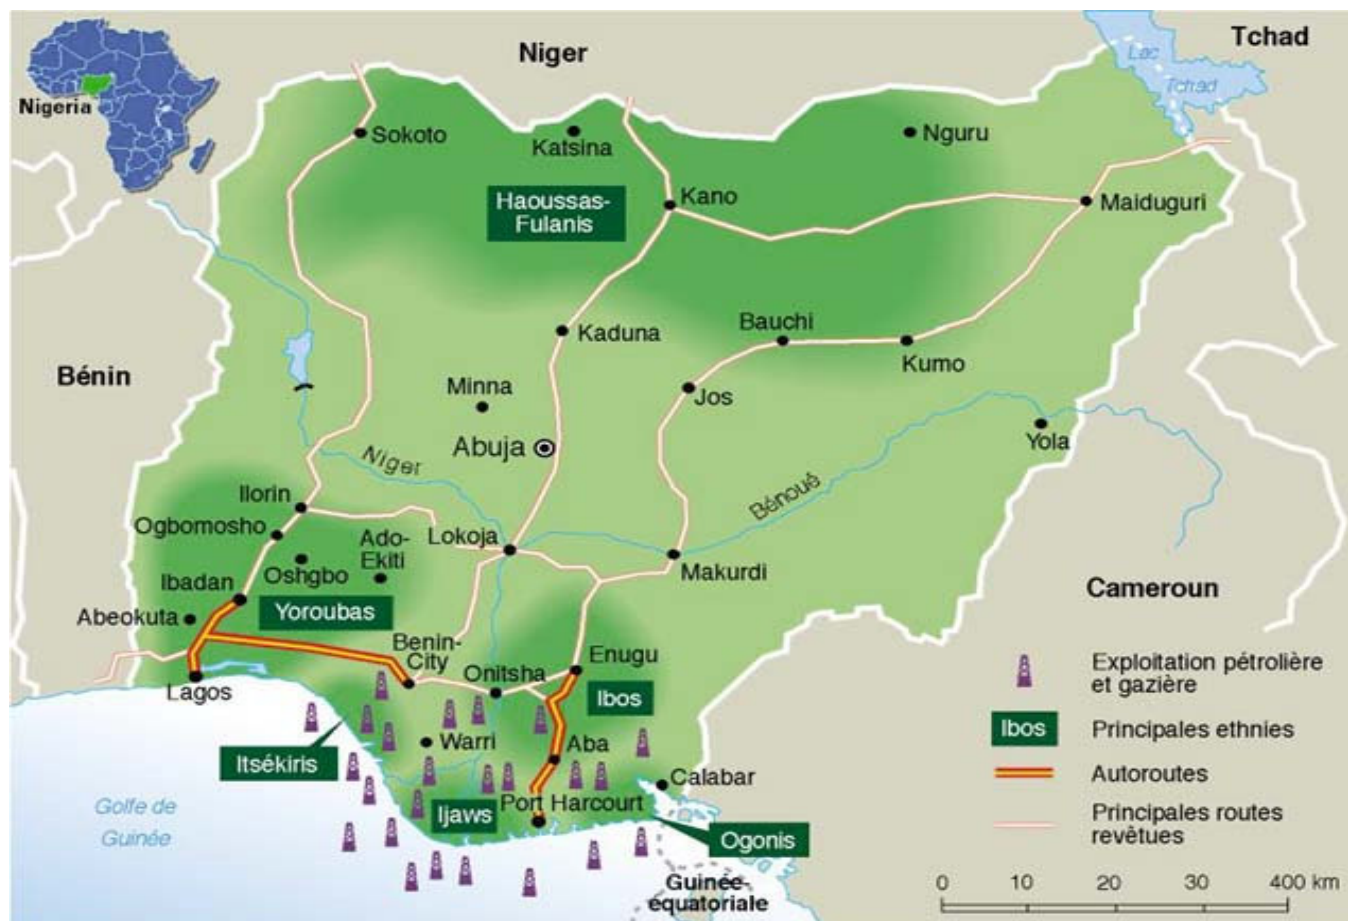 Niger
Tchad
Lac
Tchad
Nigeria
Sokoto
Katsina
Nguru
Haoussas-
Fulanis
Kano
Maiduguri
Kaduna
Bauchi
Kumo
Bénin
Minna
Jos
Abuja
Yola
Niger
Bénoué
Ilorin
Ogbomosho
Ado-
Ekiti
Lokoja
Oshgbo
Makurdi
Ibadan
Yoroubas
Abeokuta
Cameroun
Benin-
City
Onitsha
Enugu
Lagos
Ibos
Exploitation pétrolière
et gazière
Ibos
Principales ethnies
Warri
Aba
Itsékiris
Calabar
Autoroutes
Golfe de
Guinée
Ijaws
Port Harcourt
Ogonis
Principales routes
revêtues
Guinée
équatoriale
0 10 20 30 400 km